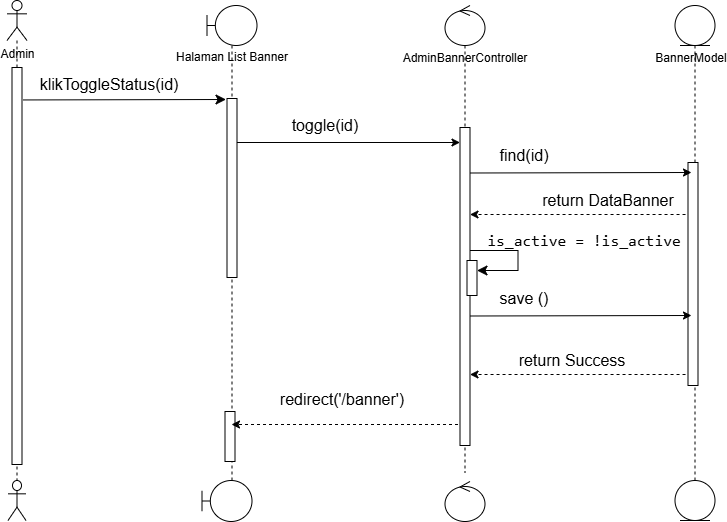 Admin
Halaman List Banner
AdminBannerController
BannerModel
klikToggleStatus(id)
toggle(id)
find(id)
return DataBanner
is_active = !is_active
save ()
return Success
redirect('/banner')